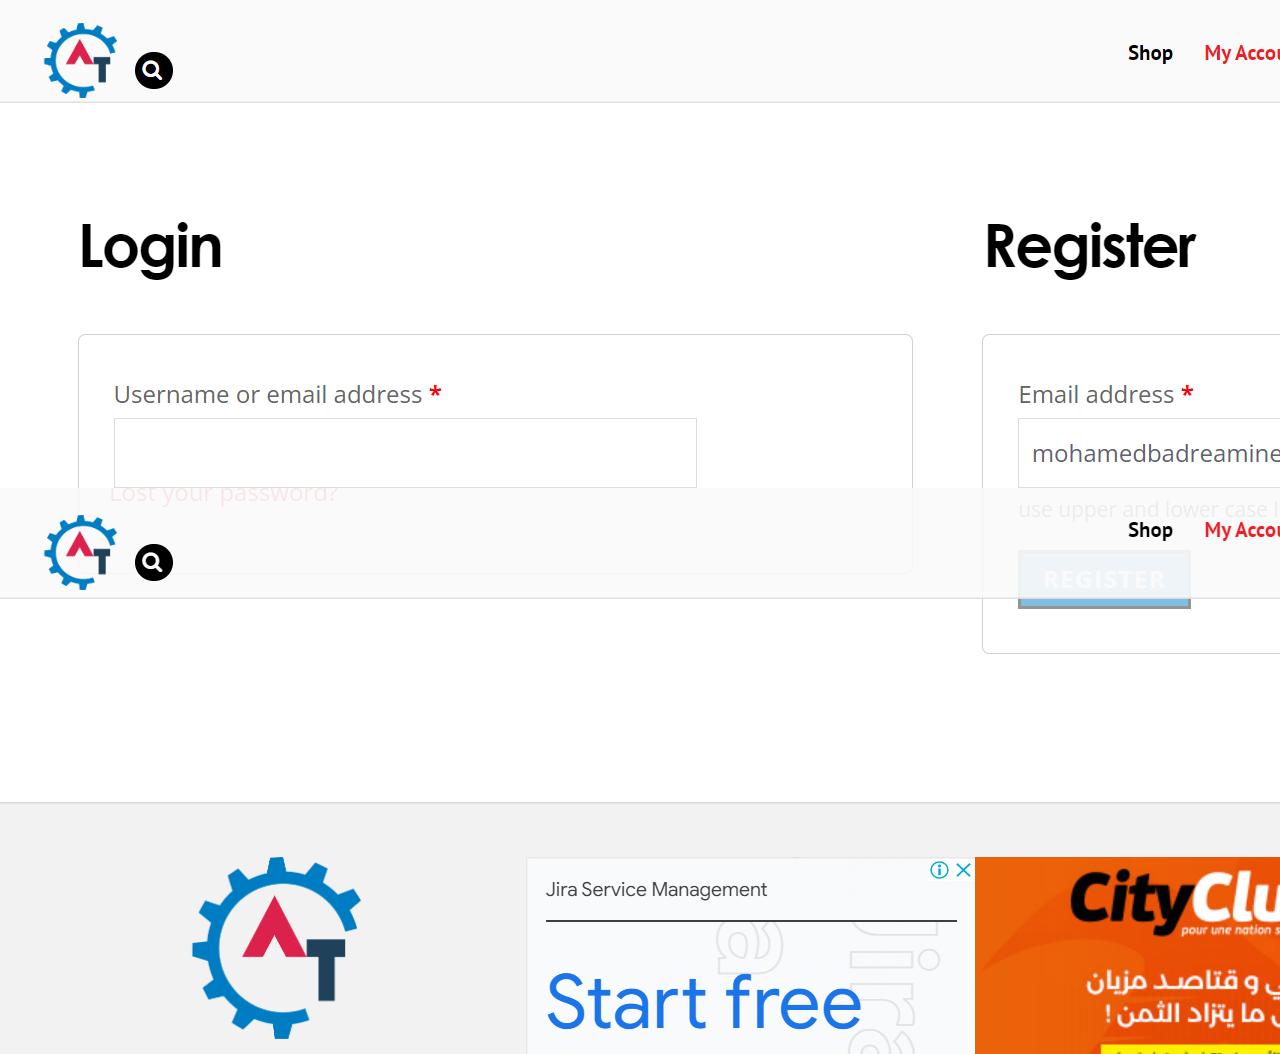 Shop My Accou
Login
Register
Username or email address *
Email address *
mohamedbadreamine
Lost your password?
use upper and lower case l
Shop My Accou
REGISTER
Jira Service Management
Start free
Jira
CityClu
pour une nation s
ي و قتاصد مزيان
ما يتزاد الثمن !